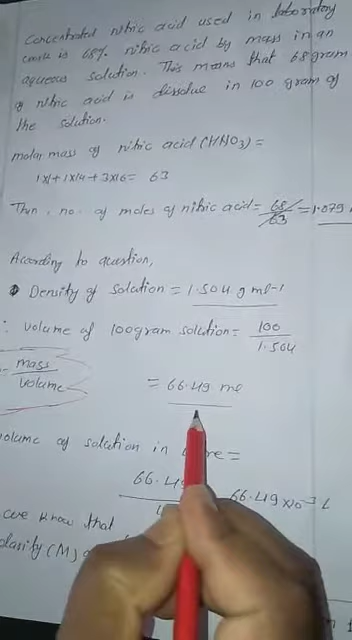 Concentrated nitric acid used in laboratory
work is 68% nitric acid by mass in an
aqueous solution. This means that 68 gram
of nitric acid is dissolve in 100 gram of
the solution.
molar mass of nitric acid (HNO3) =
1x1+1x14+3x16= 63
Then, no. of moles of nitric acid= 68/63 =1.079
According to question,
Density of solution = 1.504 g ml-1
∴ volume of 100gram solution= 100/1.504
mass/volume
= 66.49 ml
volume of solution in =
66.49 66.49 x10-3 L
we know that
(M)